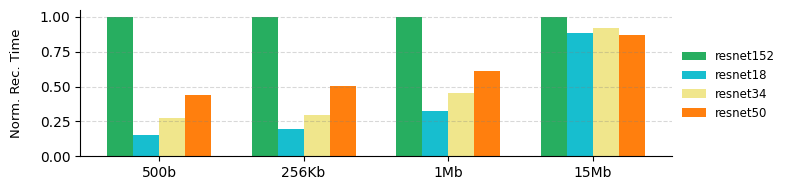 Norm. Rec. Time
1.00
0.75
0.50
0.25
0.00
500b
256Kb
1Mb
15Mb
resnet152
resnet18
resnet34
resnet50